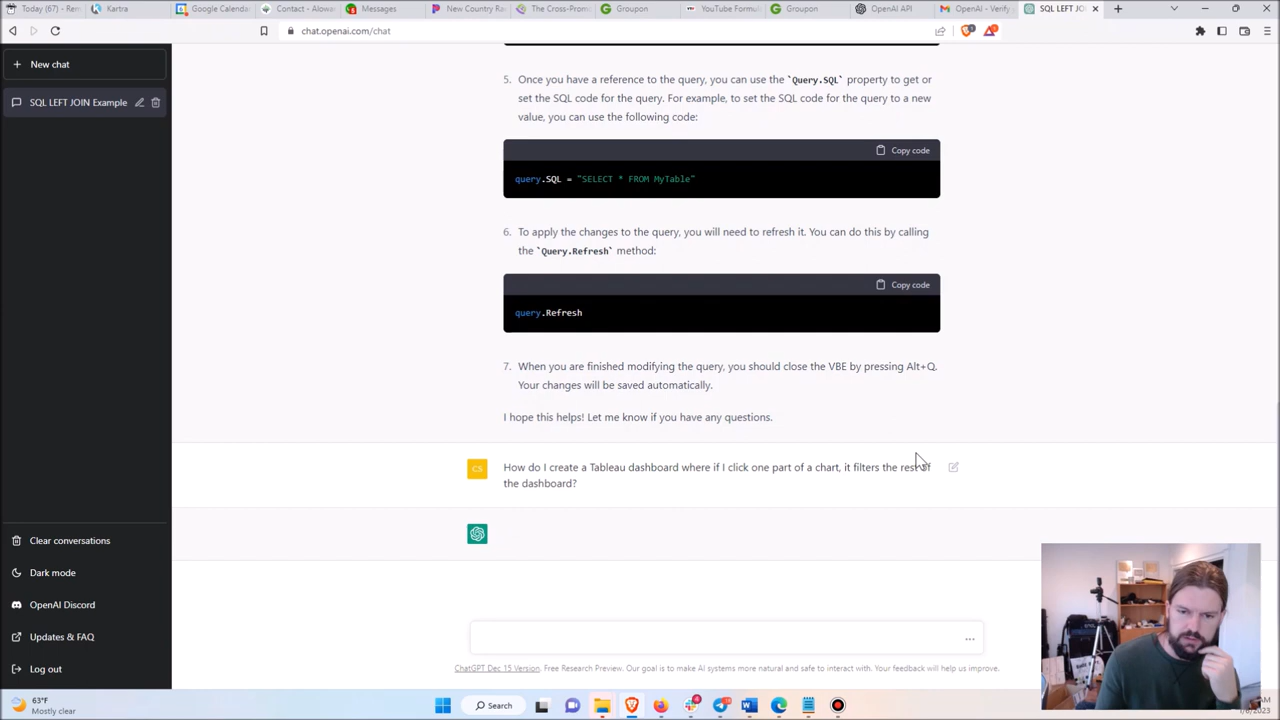 Today (67) - Rem
Kartra
Google Calenda
Contact - Alowa
Messages
New Country Ra
The Cross-Prom
Groupon
YouTube Formul
Groupon
OpenAI API
OpenAI - Verify
SQL LEFT JOI
chat.openai.com/chat
New chat
SQL LEFT JOIN Example
5. Once you have a reference to the query, you can use the `Query.SQL` property to get or
set the SQL code for the query. For example, to set the SQL code for the query to a new
value, you can use the following code:
Copy code
query.SQL = "SELECT * FROM MyTable"
6. To apply the changes to the query, you will need to refresh it. You can do this by calling
the `Query.Refresh` method:
Copy code
query.Refresh
7. When you are finished modifying the query, you should close the VBE by pressing Alt+Q.
Your changes will be saved automatically.
I hope this helps! Let me know if you have any questions.
CS
How do I create a Tableau dashboard where if I click one part of a chart, it filters the rest of
the dashboard?
Clear conversations
Dark mode
OpenAI Discord
Updates & FAQ
Log out
ChatGPT Dec 15 Version. Free Research Preview. Our goal is to make AI systems more natural and safe to interact with. Your feedback will help us improve.
63°F
Mostly clear
Search
AM
/2023